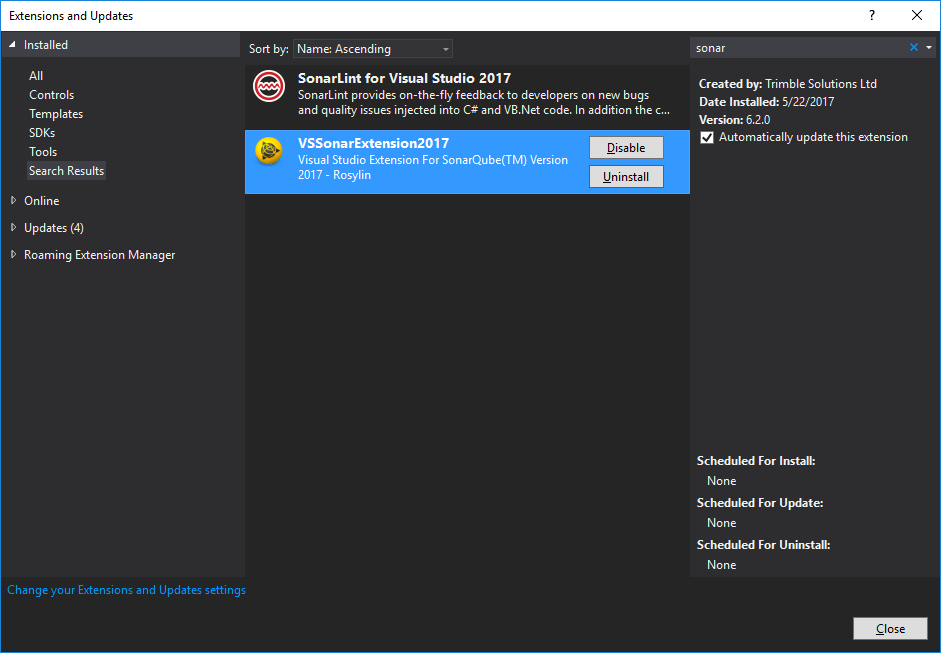 Extensions and Updates
?
Installed
All
Controls
Templates
SDKs
Tools
Search Results
Online
Updates (4)
Roaming Extension Manager
Sort by: Name: Ascending
SonarLint for Visual Studio 2017
SonarLint provides on-the-fly feedback to developers on new bugs
and quality issues injected into C# and VB.Net code. In addition the c...
VSSonarExtension2017
Visual Studio Extension For SonarQube(TM) Version
2017 - Rosylin
Disable
Uninstall
sonar
Created by: Trimble Solutions Ltd
Date Installed: 5/22/2017
Version: 6.2.0
Automatically update this extension
Scheduled For Install:
None
Scheduled For Update:
None
Scheduled For Uninstall:
None
Change your Extensions and Updates settings
Close